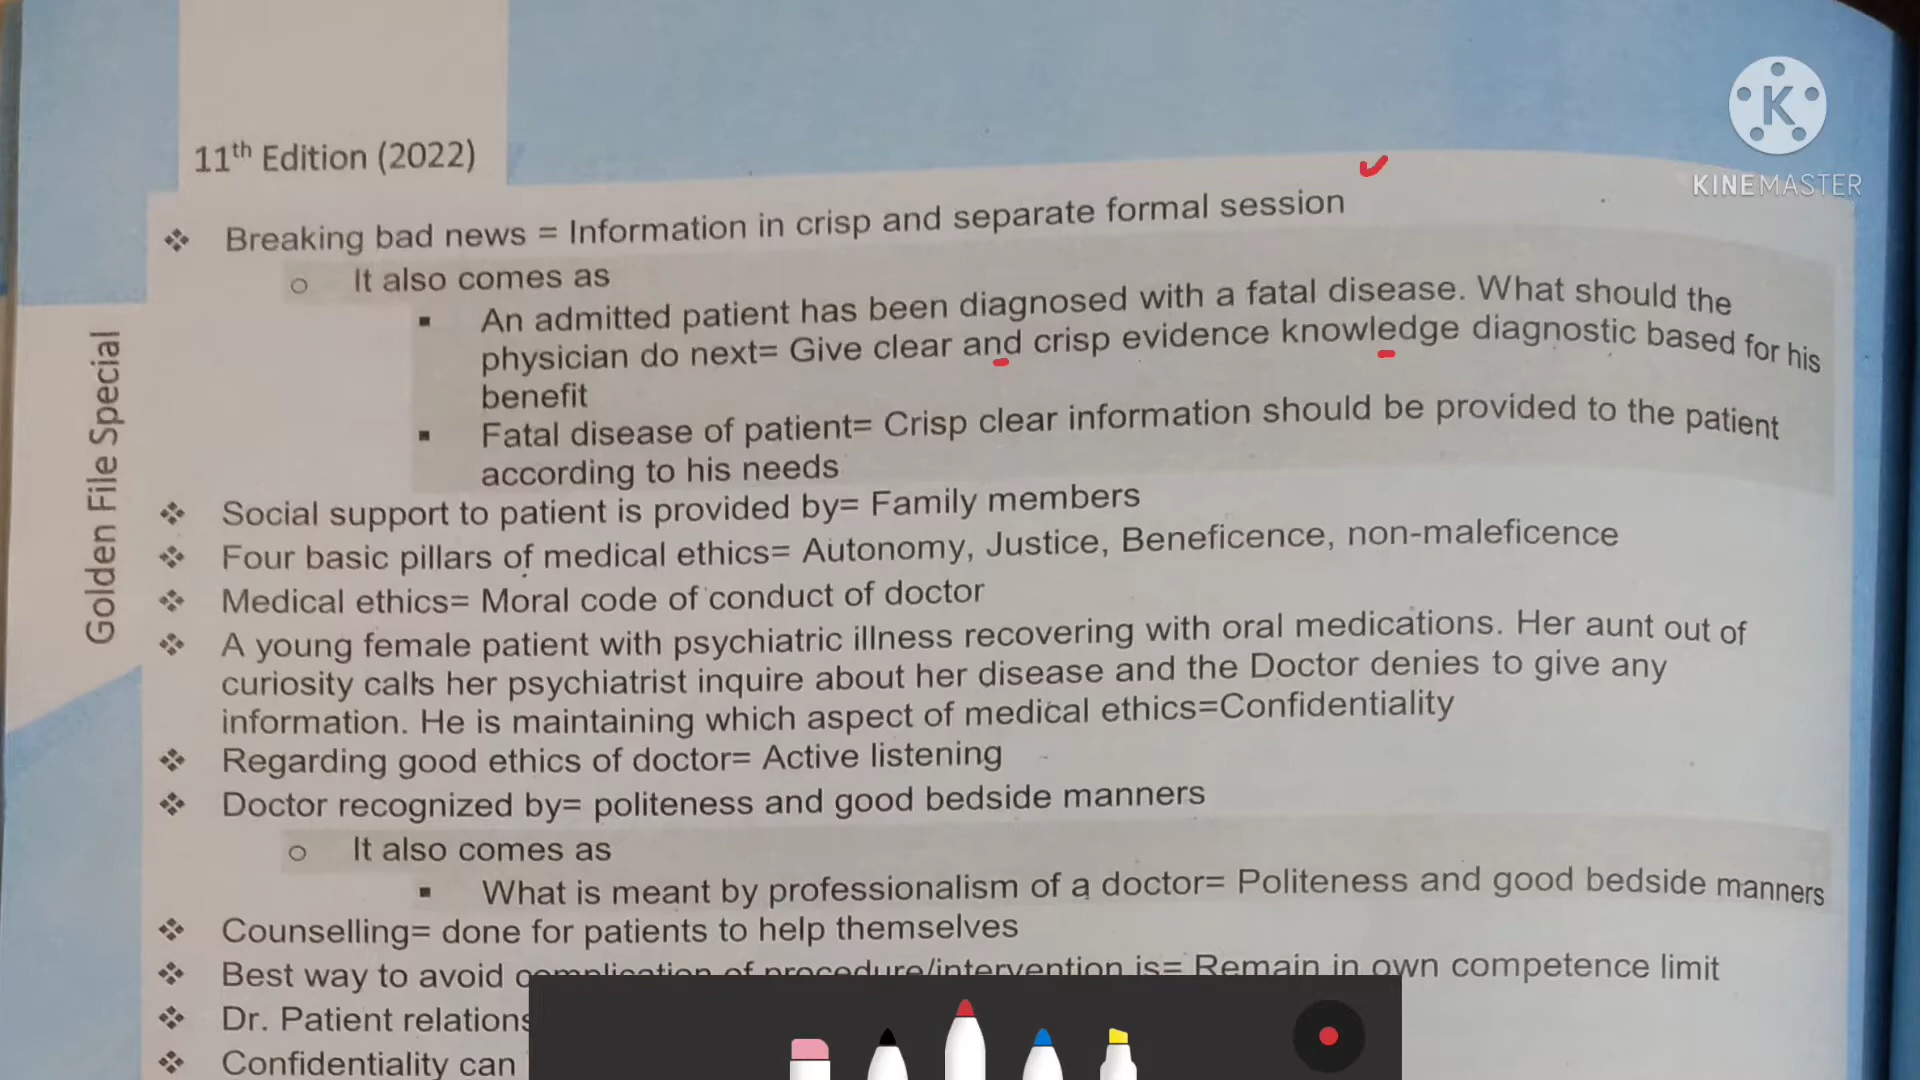 11th Edition (2022)
K
KINEMASTER
Golden File Special
❖ Breaking bad news = Information in crisp and separate formal session
o It also comes as
▪ An admitted patient has been diagnosed with a fatal disease. What should the
physician do next= Give clear and crisp evidence knowledge diagnostic based for his
benefit
▪ Fatal disease of patient= Crisp clear information should be provided to the patient
according to his needs
❖ Social support to patient is provided by= Family members
❖ Four basic pillars of medical ethics= Autonomy, Justice, Beneficence, non-maleficence
❖ Medical ethics= Moral code of conduct of doctor
❖ A young female patient with psychiatric illness recovering with oral medications. Her aunt out of
curiosity calls her psychiatrist inquire about her disease and the Doctor denies to give any
information. He is maintaining which aspect of medical ethics=Confidentiality
❖ Regarding good ethics of doctor= Active listening
❖ Doctor recognized by= politeness and good bedside manners
o It also comes as
▪ What is meant by professionalism of a doctor= Politeness and good bedside manners
❖ Counselling= done for patients to help themselves
❖ Best way to avoid complication of procedure/intervention is= Remain in own competence limit
❖ Dr. Patient relations
❖ Confidentiality can